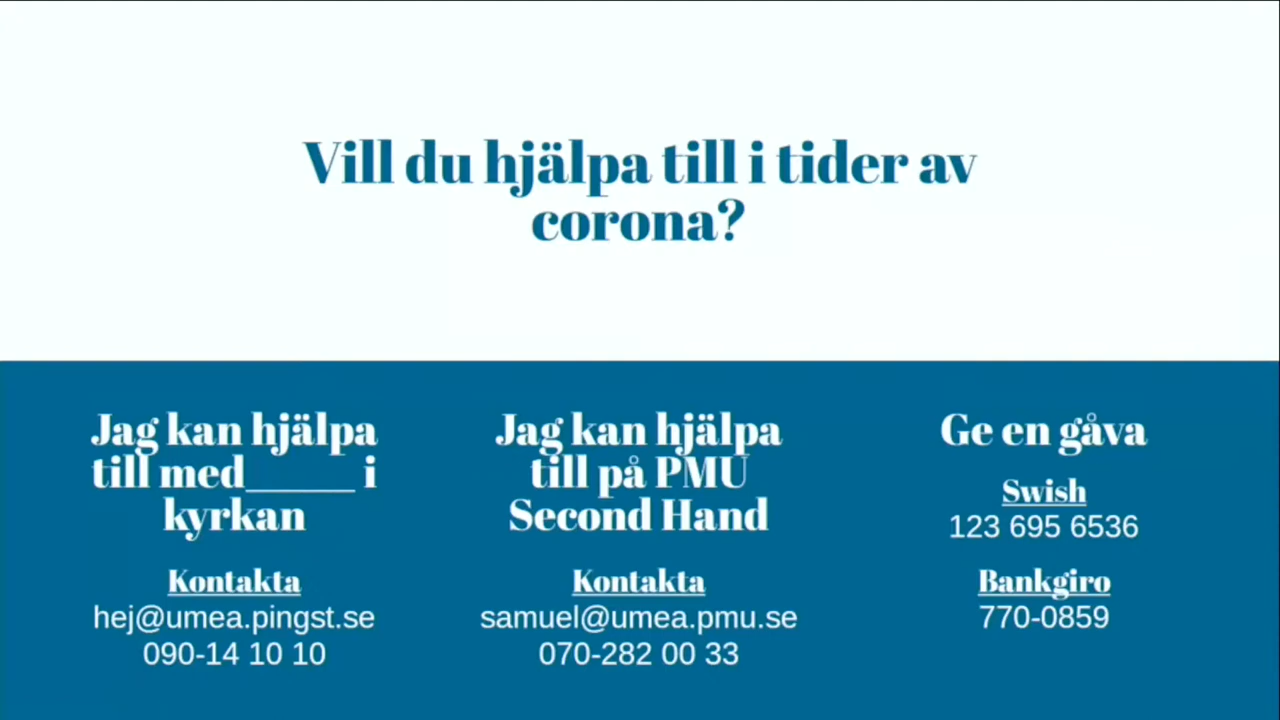 Vill du hjälpa till i tider av
corona?
Jag kan hjälpa
till med_____ i
kyrkan
Kontakta
hej@umea.pingst.se
090-14 10 10
Jag kan hjälpa
till på PMU
Second Hand
Kontakta
samuel@umea.pmu.se
070-282 00 33
Ge en gåva
Swish
123 695 6536
Bankgiro
770-0859